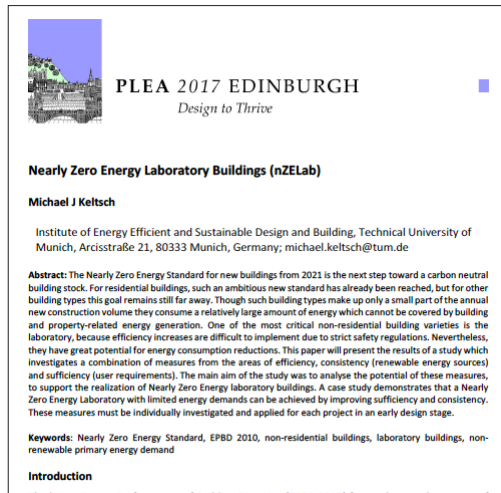 PLEA 2017 EDINBURGH
Design to Thrive
Nearly Zero Energy Laboratory Buildings (nZELab)
Michael J Keltsch
Institute of Energy Efficient and Sustainable Design and Building, Technical University of
Munich, Arcisstraße 21, 80333 Munich, Germany; michael.keltsch@tum.de
Abstract: The Nearly Zero Energy Standard for new buildings from 2021 is the next step toward a carbon neutral
building stock. For residential buildings, such an ambitious new standard has already been reached, but for other
building types this goal remains still far away. Though such building types make up only a small part of the annual
new construction volume they consume a relatively large amount of energy which cannot be covered by building
and property-related energy generation. One of the most critical non-residential building varieties is the
laboratory, because efficiency increases are difficult to implement due to strict safety regulations. Nevertheless,
they have great potential for energy consumption reductions. This paper will present the results of a study which
investigates a combination of measures from the areas of efficiency, consistency (renewable energy sources)
and sufficiency (user requirements). The main aim of the study was to analyse the potential of these measures,
to support the realization of Nearly Zero Energy laboratory buildings. A case study demonstrates that a Nearly
Zero Energy Laboratory with limited energy demands can be achieved by improving sufficiency and consistency.
These measures must be individually investigated and applied for each project in an early design stage.
Keywords: Nearly Zero Energy Standard, EPBD 2010, non-residential buildings, laboratory buildings, non-
renewable primary energy demand
Introduction